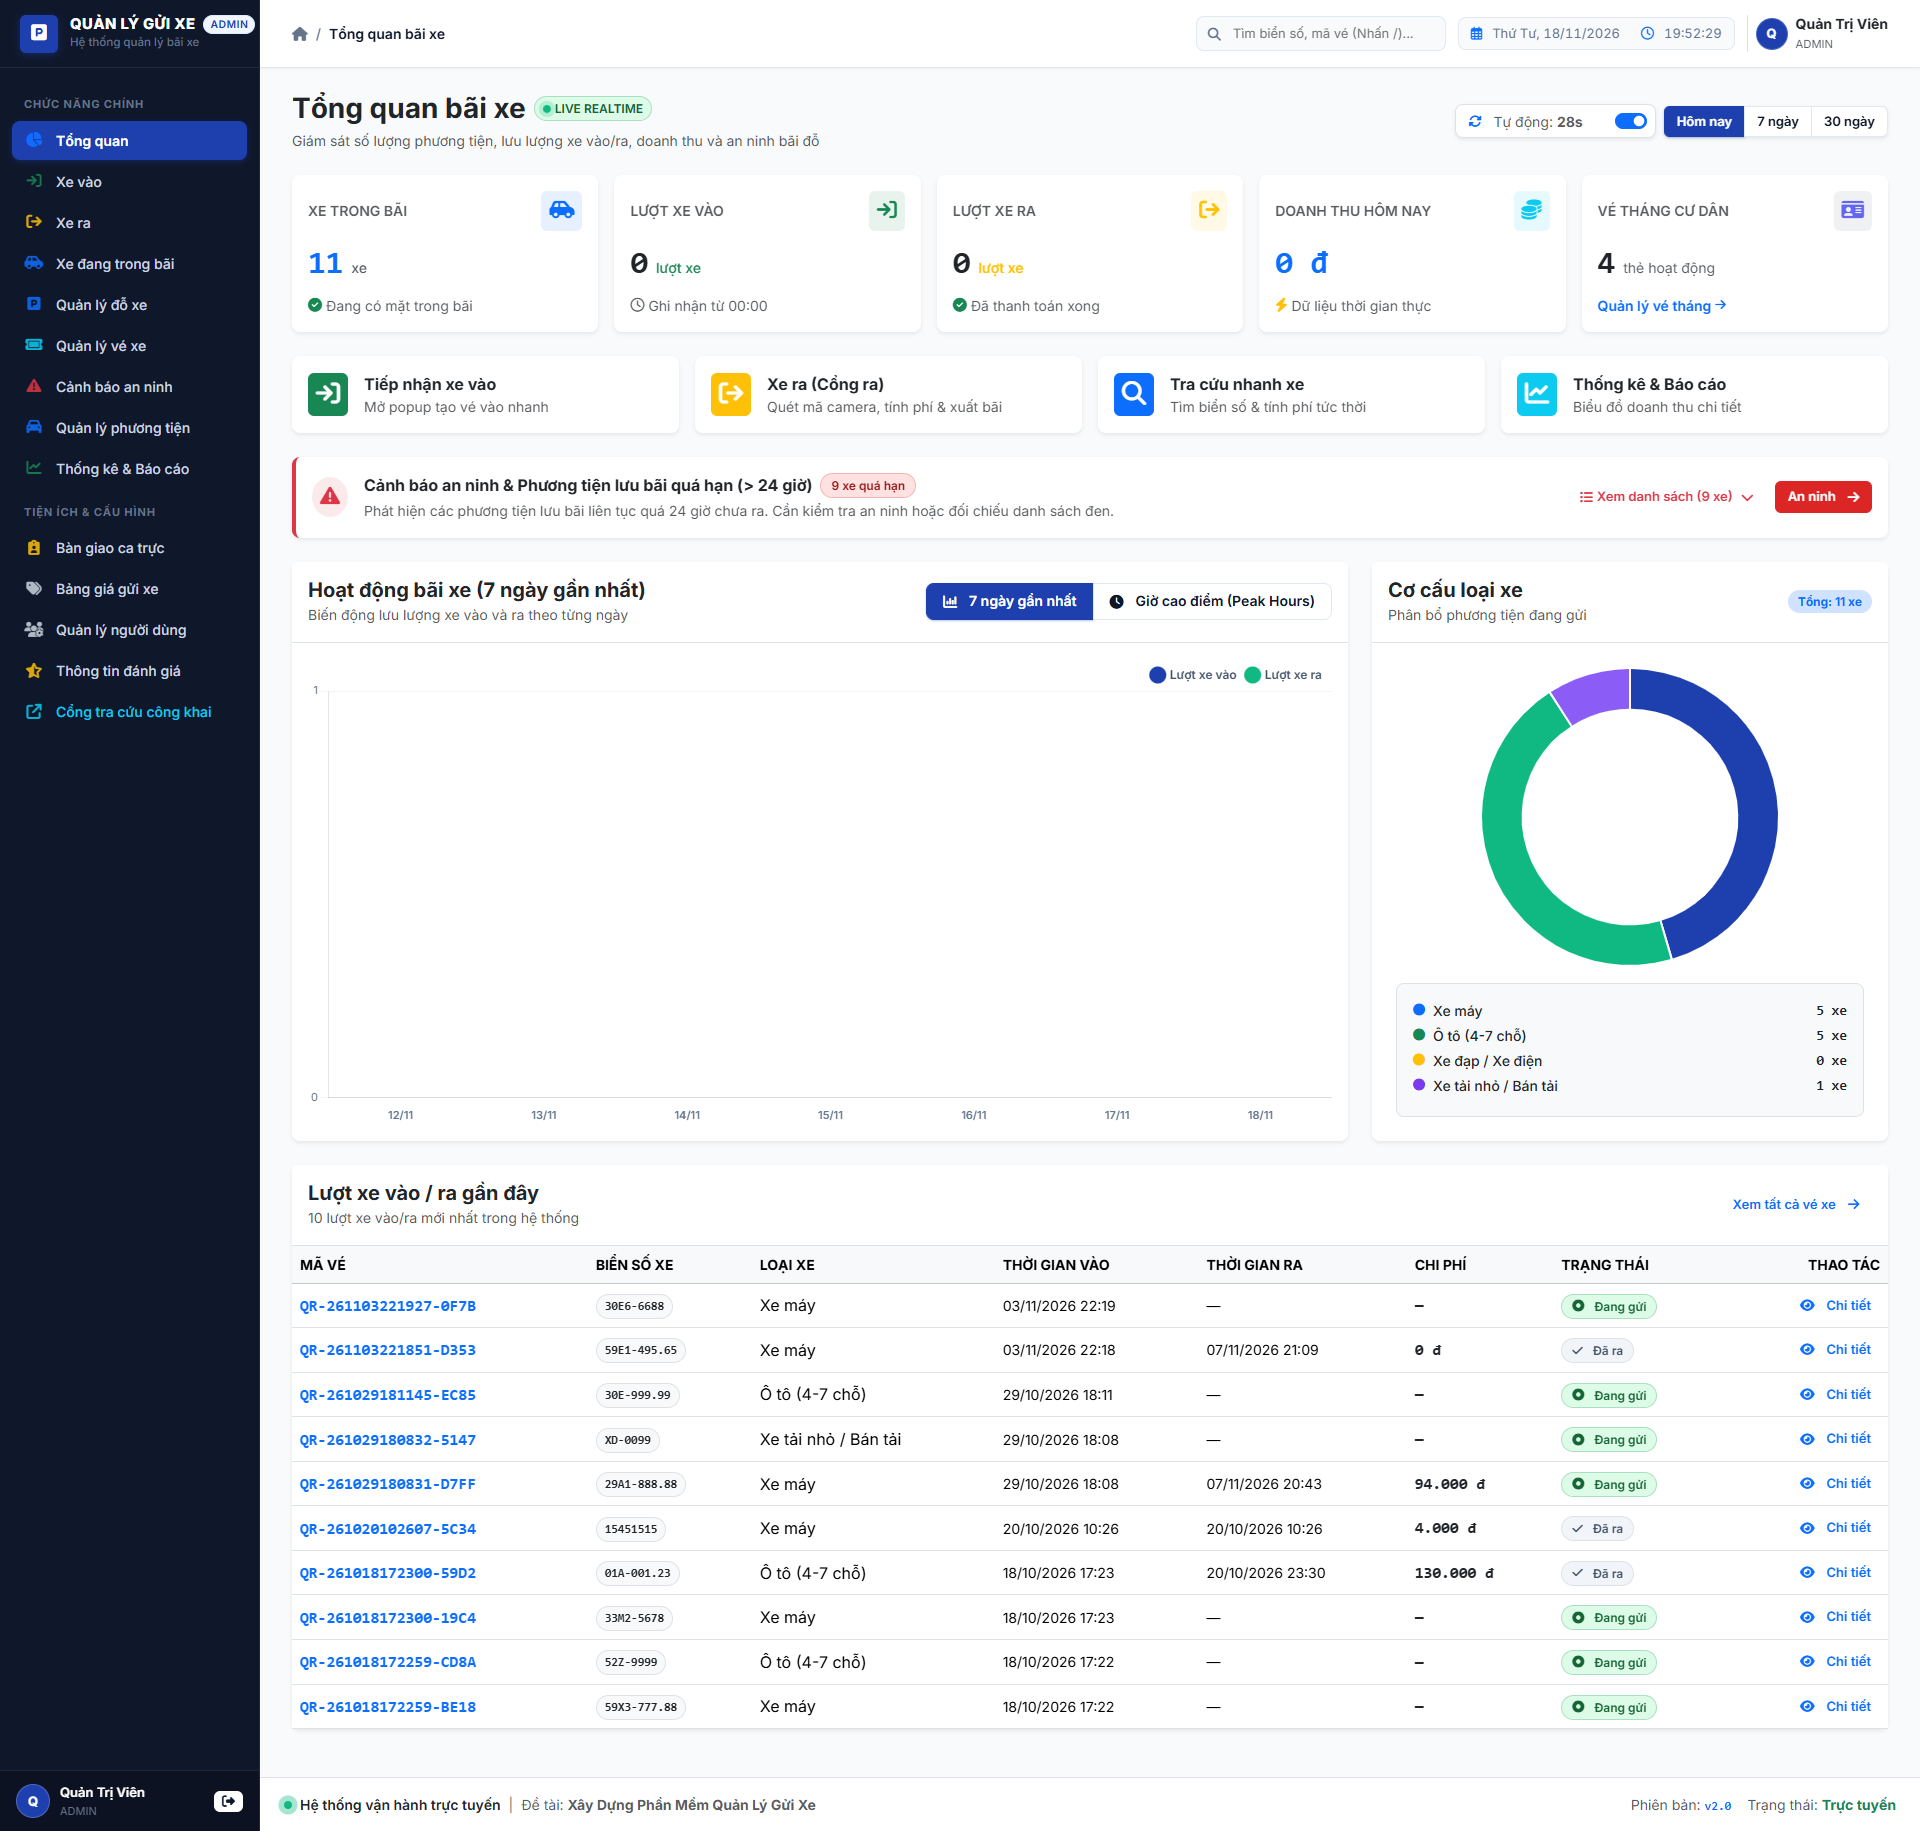 QUẢN LÝ GỬI XE ADMIN
Hệ thống quản lý bãi xe
CHỨC NĂNG CHÍNH
Tổng quan
Xe vào
Xe ra
Xe đang trong bãi
Quản lý đỗ xe
Quản lý vé xe
Cảnh báo an ninh
Quản lý phương tiện
Thống kê & Báo cáo
TIỆN ÍCH & CẤU HÌNH
Bàn giao ca trực
Bảng giá gửi xe
Quản lý người dùng
Thông tin đánh giá
Cổng tra cứu công khai
Q Quản Trị Viên
ADMIN
/ Tổng quan bãi xe
Tìm biển số, mã vé (Nhấn /)...
Thứ Tư, 18/11/2026 19:52:29
Q Quản Trị Viên
ADMIN
Tổng quan bãi xe LIVE REALTIME
Giám sát số lượng phương tiện, lưu lượng xe vào/ra, doanh thu và an ninh bãi đỗ
Tự động: 28s
Hôm nay 7 ngày 30 ngày
XE TRONG BÃI
11 xe
Đang có mặt trong bãi
LƯỢT XE VÀO
0 lượt xe
Ghi nhận từ 00:00
LƯỢT XE RA
0 lượt xe
Đã thanh toán xong
DOANH THU HÔM NAY
0 đ
Dữ liệu thời gian thực
VÉ THÁNG CƯ DÂN
4 thẻ hoạt động
Quản lý vé tháng
Tiếp nhận xe vào
Mở popup tạo vé vào nhanh
Xe ra (Cổng ra)
Quét mã camera, tính phí & xuất bãi
Tra cứu nhanh xe
Tìm biển số & tính phí tức thời
Thống kê & Báo cáo
Biểu đồ doanh thu chi tiết
Cảnh báo an ninh & Phương tiện lưu bãi quá hạn (> 24 giờ) 9 xe quá hạn
Phát hiện các phương tiện lưu bãi liên tục quá 24 giờ chưa ra. Cần kiểm tra an ninh hoặc đối chiếu danh sách đen.
Xem danh sách (9 xe)
An ninh
Hoạt động bãi xe (7 ngày gần nhất)
Biến động lưu lượng xe vào và ra theo từng ngày
7 ngày gần nhất Giờ cao điểm (Peak Hours)
Lượt xe vào Lượt xe ra
1
0
12/11 13/11 14/11 15/11 16/11 17/11 18/11
Cơ cấu loại xe
Phân bổ phương tiện đang gửi
Tổng: 11 xe
Xe máy 5 xe
Ô tô (4-7 chỗ) 5 xe
Xe đạp / Xe điện 0 xe
Xe tải nhỏ / Bán tải 1 xe
Lượt xe vào / ra gần đây
10 lượt xe vào/ra mới nhất trong hệ thống
Xem tất cả vé xe
MÃ VÉ BIỂN SỐ XE LOẠI XE THỜI GIAN VÀO THỜI GIAN RA CHI PHÍ TRẠNG THÁI THAO TÁC
QR-261103221927-0F7B 30E6-6688 Xe máy 03/11/2026 22:19 — – Đang gửi Chi tiết
QR-261103221851-D353 59E1-495.65 Xe máy 03/11/2026 22:18 07/11/2026 21:09 0 đ Đã ra Chi tiết
QR-261029181145-EC85 30E-999.99 Ô tô (4-7 chỗ) 29/10/2026 18:11 — – Đang gửi Chi tiết
QR-261029180832-5147 XD-0099 Xe tải nhỏ / Bán tải 29/10/2026 18:08 — – Đang gửi Chi tiết
QR-261029180831-D7FF 29A1-888.88 Xe máy 29/10/2026 18:08 07/11/2026 20:43 94.000 đ Đang gửi Chi tiết
QR-261020102607-5C34 15451515 Xe máy 20/10/2026 10:26 20/10/2026 10:26 4.000 đ Đã ra Chi tiết
QR-261018172300-59D2 01A-001.23 Ô tô (4-7 chỗ) 18/10/2026 17:23 20/10/2026 23:30 130.000 đ Đã ra Chi tiết
QR-261018172300-19C4 33M2-5678 Xe máy 18/10/2026 17:23 — – Đang gửi Chi tiết
QR-261018172259-CD8A 52Z-9999 Ô tô (4-7 chỗ) 18/10/2026 17:22 — – Đang gửi Chi tiết
QR-261018172259-BE18 59X3-777.88 Xe máy 18/10/2026 17:22 — – Đang gửi Chi tiết
Hệ thống vận hành trực tuyến | Đề tài: Xây Dựng Phần Mềm Quản Lý Gửi Xe
Phiên bản: v2.0 Trạng thái: Trực tuyến